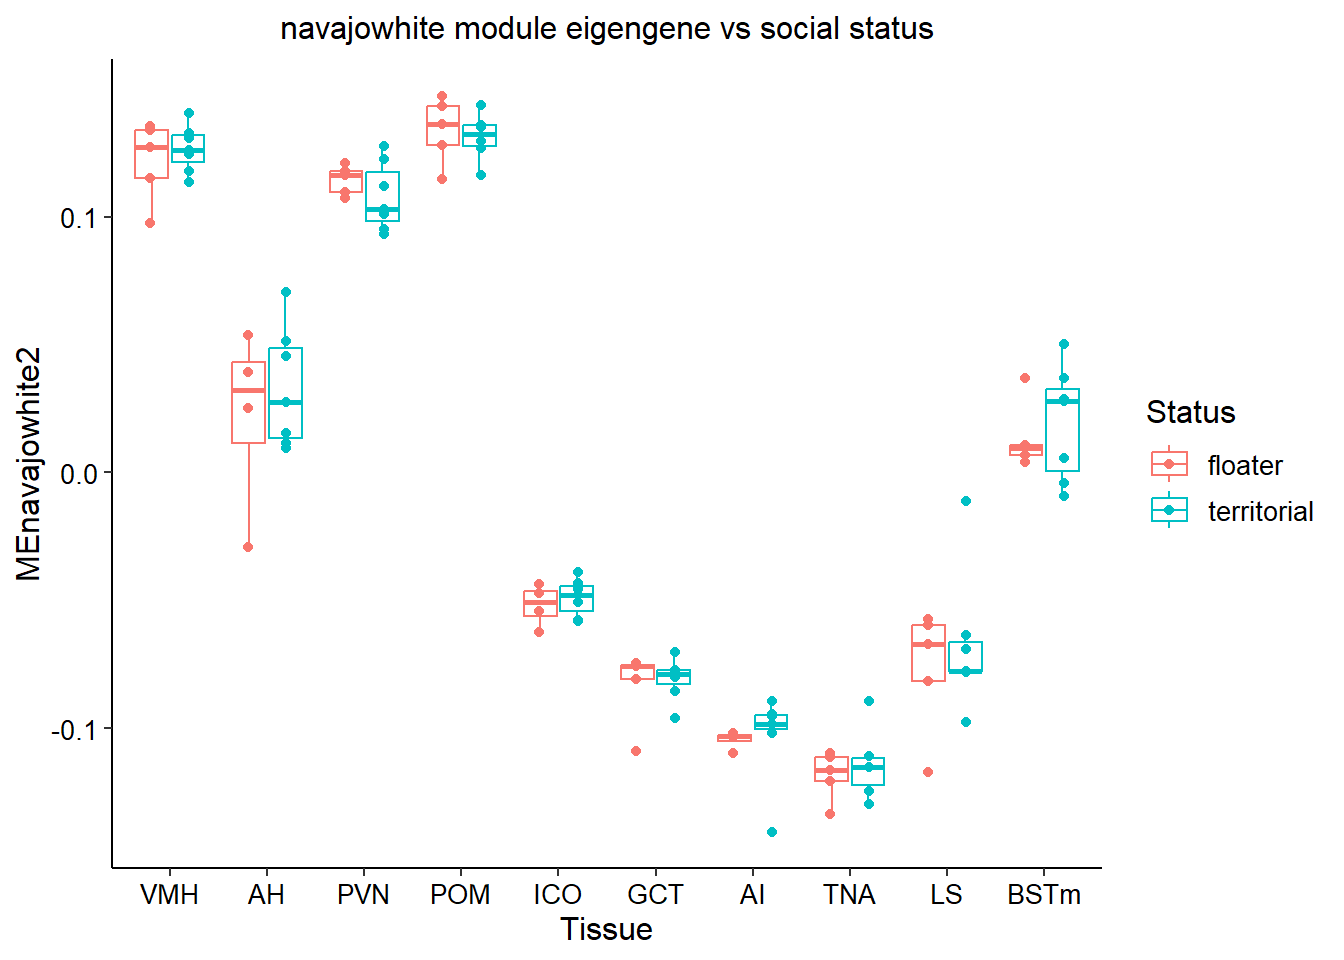 navajowhite module eigengene vs social status
MEnavajowhite2
0.1
0.0
-0.1
VMH AH PVN POM ICO GCT AI TNA LS BSTm
Tissue
Status
floater
territorial